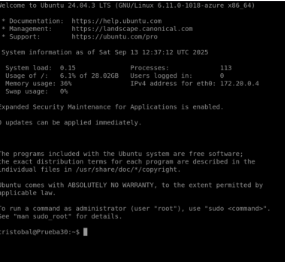 Welcome to Ubuntu 24.04.3 LTS (GNU/Linux 6.11.0-1018-azure x86_64)
* Documentation: https://help.ubuntu.com
* Management: https://landscape.canonical.com
* Support: https://ubuntu.com/pro
System information as of Sat Sep 13 12:37:12 UTC 2025
System load: 0.15 Processes: 113
Usage of /: 6.1% of 28.02GB Users logged in: 0
Memory usage: 36% IPv4 address for eth0: 172.20.0.4
Swap usage: 0%
Expanded Security Maintenance for Applications is enabled.
0 updates can be applied immediately.
The programs included with the Ubuntu system are free software;
the exact distribution terms for each program are described in the
individual files in /usr/share/doc/*/copyright.
Ubuntu comes with ABSOLUTELY NO WARRANTY, to the extent permitted by
applicable law.
To run a command as administrator (user "root"), use "sudo <command>".
See "man sudo_root" for details.
cristobal@Prueba30:~$